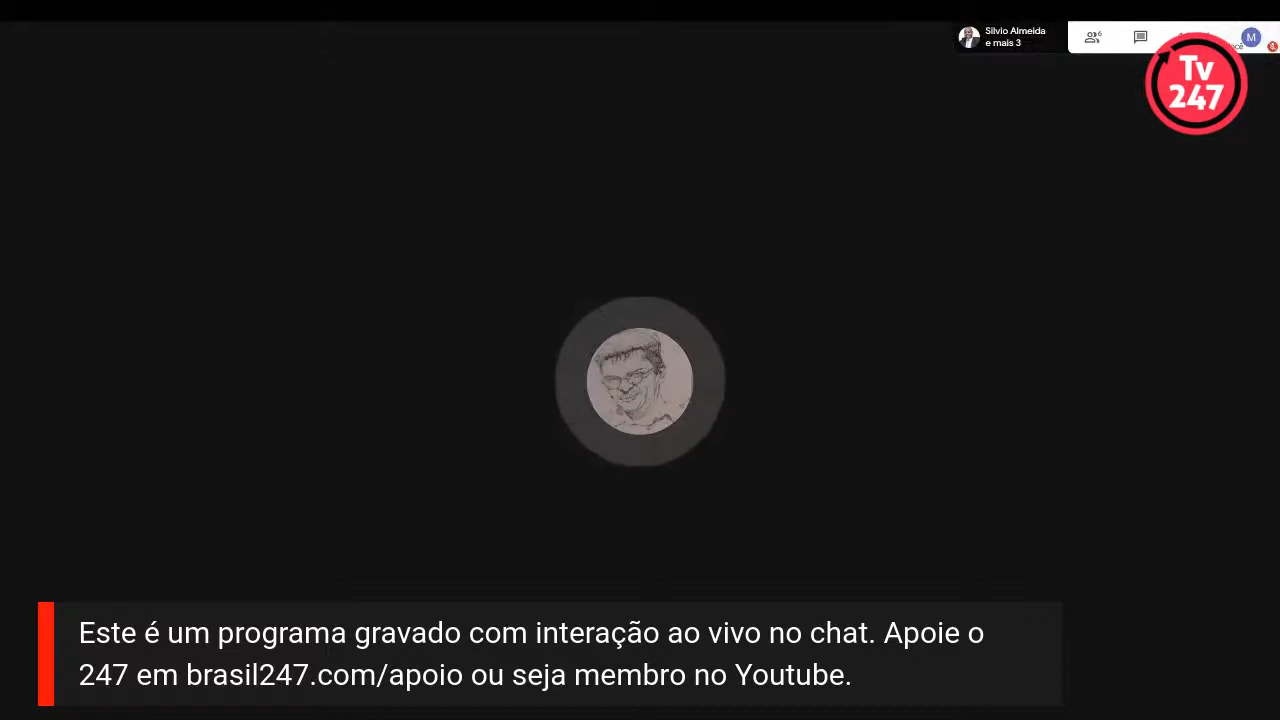 Silvio Almeida
e mais 3
6
M
Tv
247
Este é um programa gravado com interação ao vivo no chat. Apoie o
247 em brasil247.com/apoio ou seja membro no Youtube.